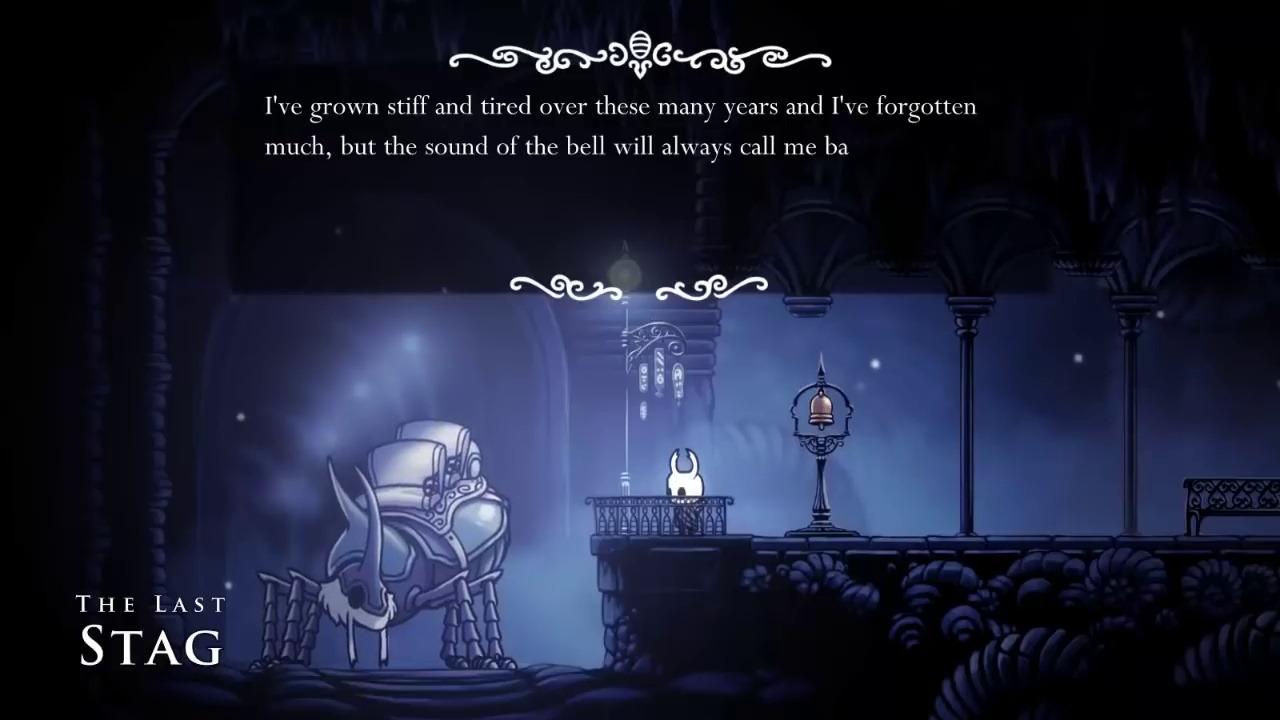 I've grown stiff and tired over these many years and I've forgotten
much, but the sound of the bell will always call me ba
The Last
Stag